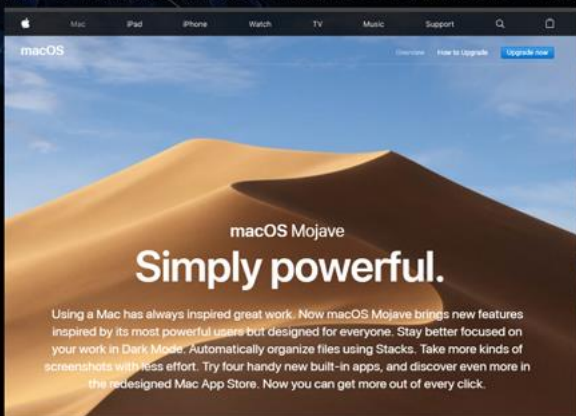 Mac iPad iPhone Watch TV Music Support
macOS Overview How to Upgrade Upgrade now
macOS Mojave
Simply powerful.
Using a Mac has always inspired great work. Now macOS Mojave brings new features
inspired by its most powerful users but designed for everyone. Stay better focused on
your work in Dark Mode. Automatically organize files using Stacks. Take more kinds of
screenshots with less effort. Try four handy new built-in apps, and discover even more in
the redesigned Mac App Store. Now you can get more out of every click.